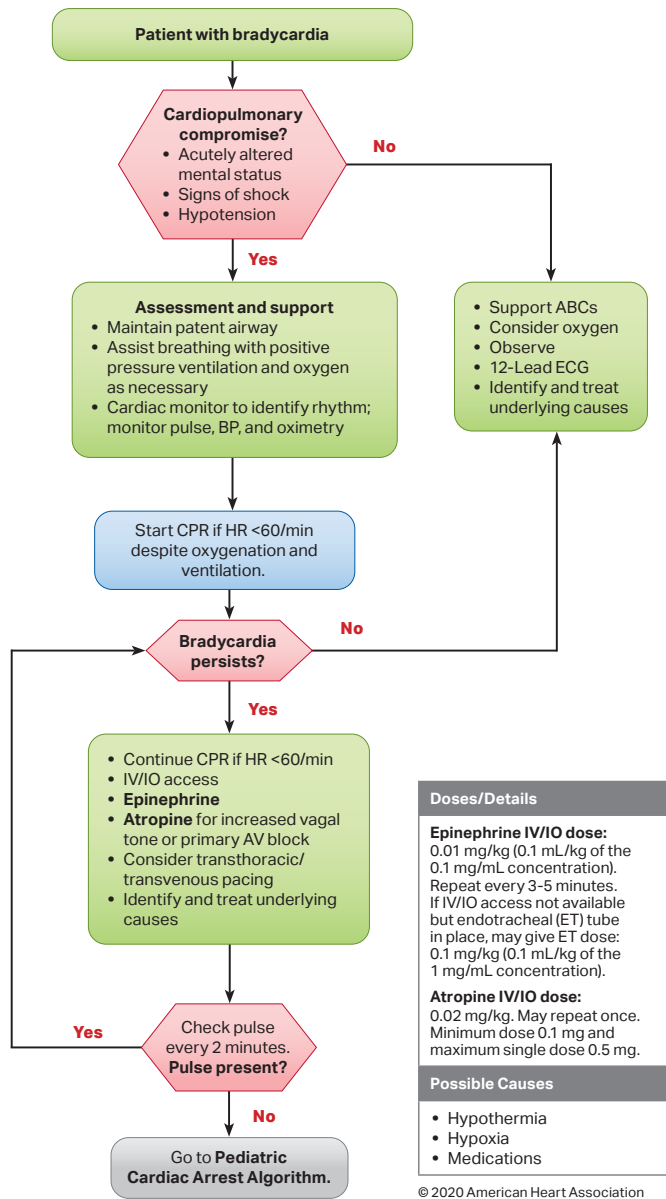 Patient with bradycardia
Cardiopulmonary
compromise?
• Acutely altered
mental status
• Signs of shock
• Hypotension
No
Yes
Assessment and support
• Maintain patent airway
• Assist breathing with positive
pressure ventilation and oxygen
as necessary
• Cardiac monitor to identify rhythm;
monitor pulse, BP, and oximetry
• Support ABCs
• Consider oxygen
• Observe
• 12-Lead ECG
• Identify and treat
underlying causes
Start CPR if HR <60/min
despite oxygenation and
ventilation.
Bradycardia
persists?
No
Yes
• Continue CPR if HR <60/min
• IV/IO access
• Epinephrine
• Atropine for increased vagal
tone or primary AV block
• Consider transthoracic/
transvenous pacing
• Identify and treat underlying
causes
Check pulse
every 2 minutes.
Pulse present?
Yes
No
Go to Pediatric
Cardiac Arrest Algorithm.
Doses/Details
Epinephrine IV/IO dose:
0.01 mg/kg (0.1 mL/kg of the
0.1 mg/mL concentration).
Repeat every 3-5 minutes.
If IV/IO access not available
but endotracheal (ET) tube
in place, may give ET dose:
0.1 mg/kg (0.1 mL/kg of the
1 mg/mL concentration).
Atropine IV/IO dose:
0.02 mg/kg. May repeat once.
Minimum dose 0.1 mg and
maximum single dose 0.5 mg.
Possible Causes
• Hypothermia
• Hypoxia
• Medications
© 2020 American Heart Association